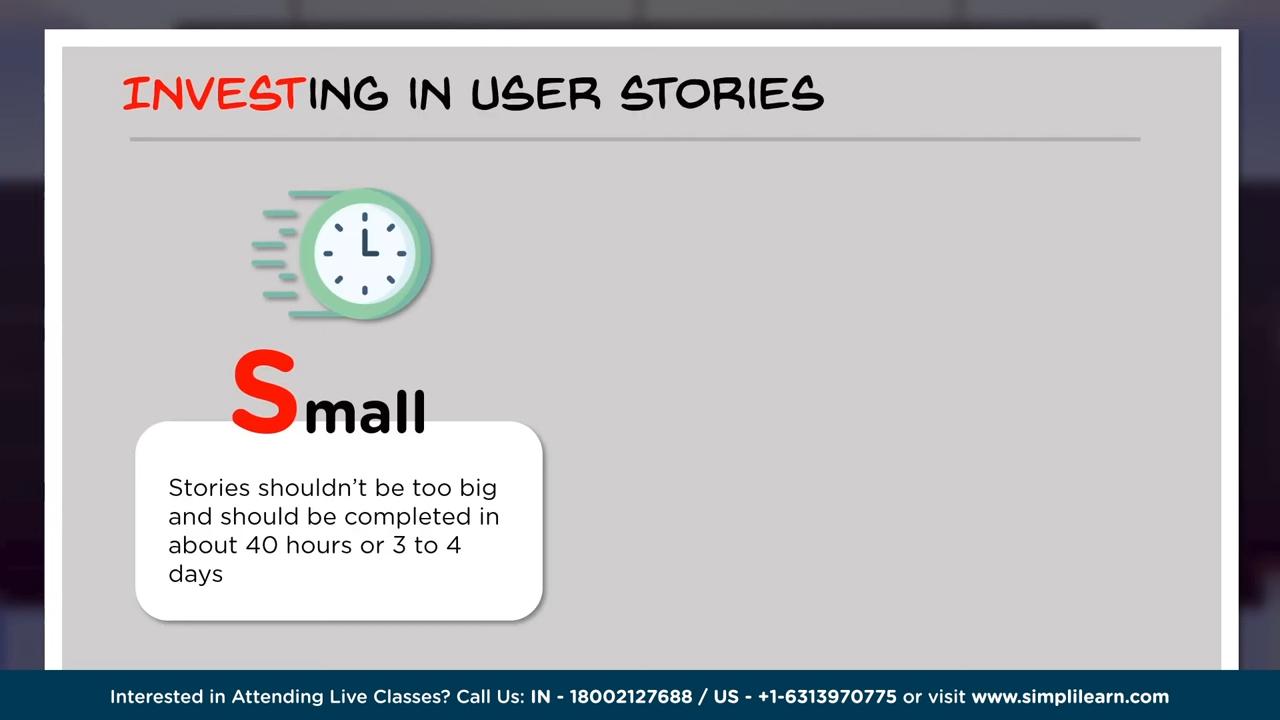 INVESTING IN USER STORIES
Small
Stories shouldn’t be too big
and should be completed in
about 40 hours or 3 to 4
days
Interested in Attending Live Classes? Call Us: IN - 18002127688 / US - +1-6313970775 or visit www.simplilearn.com